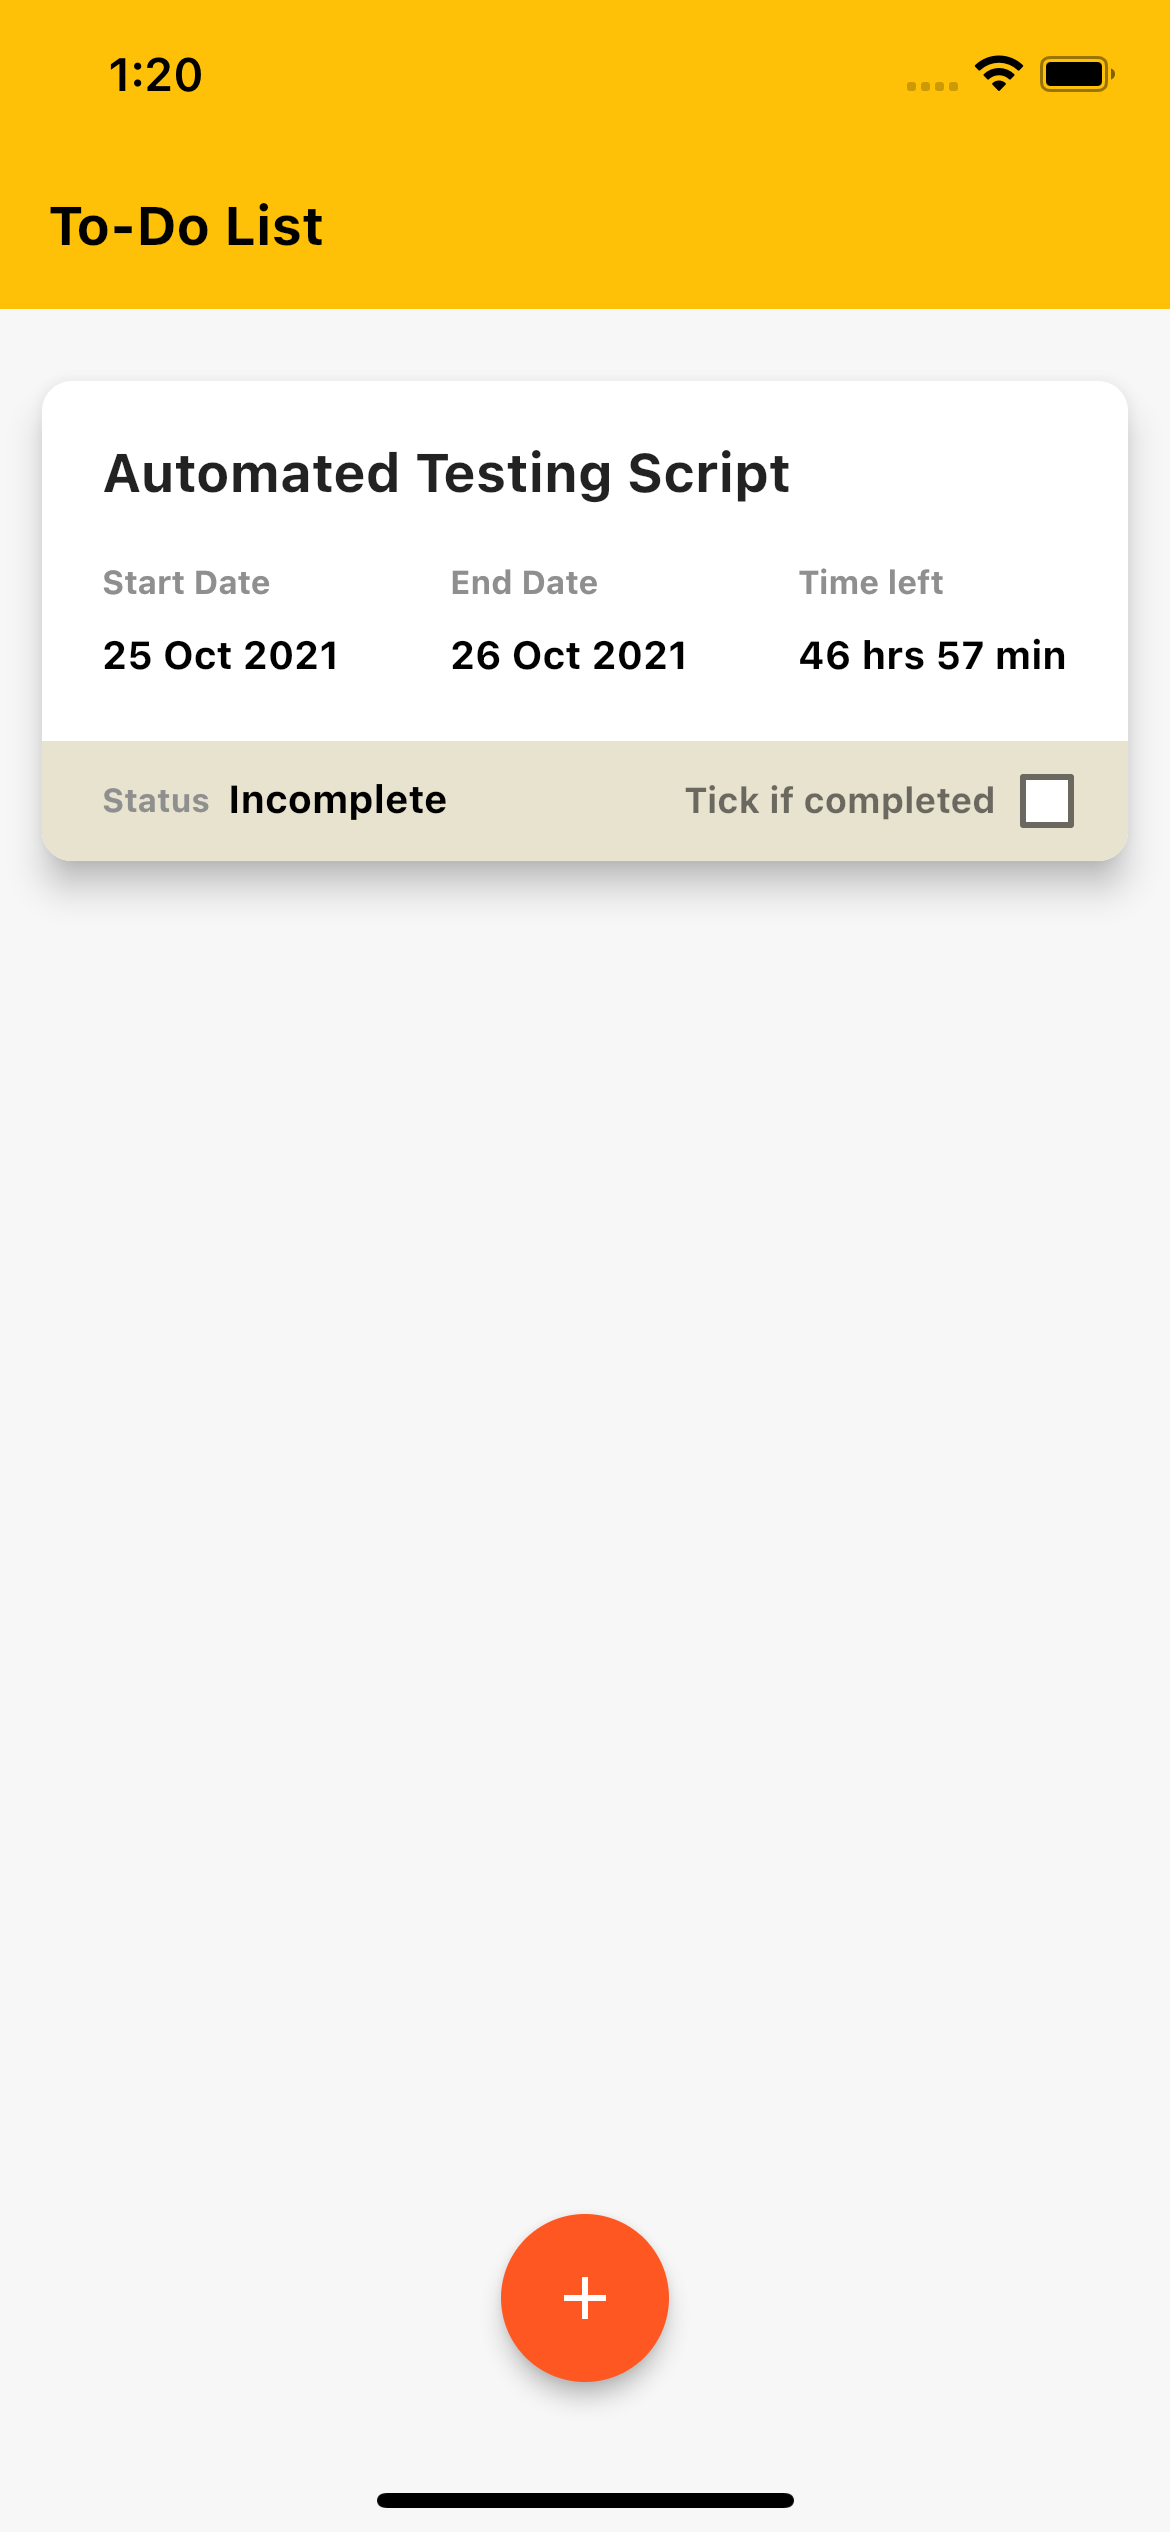 1:20
To-Do List
Automated Testing Script
Start Date End Date Time left
25 Oct 2021 26 Oct 2021 46 hrs 57 min
Status Incomplete Tick if completed